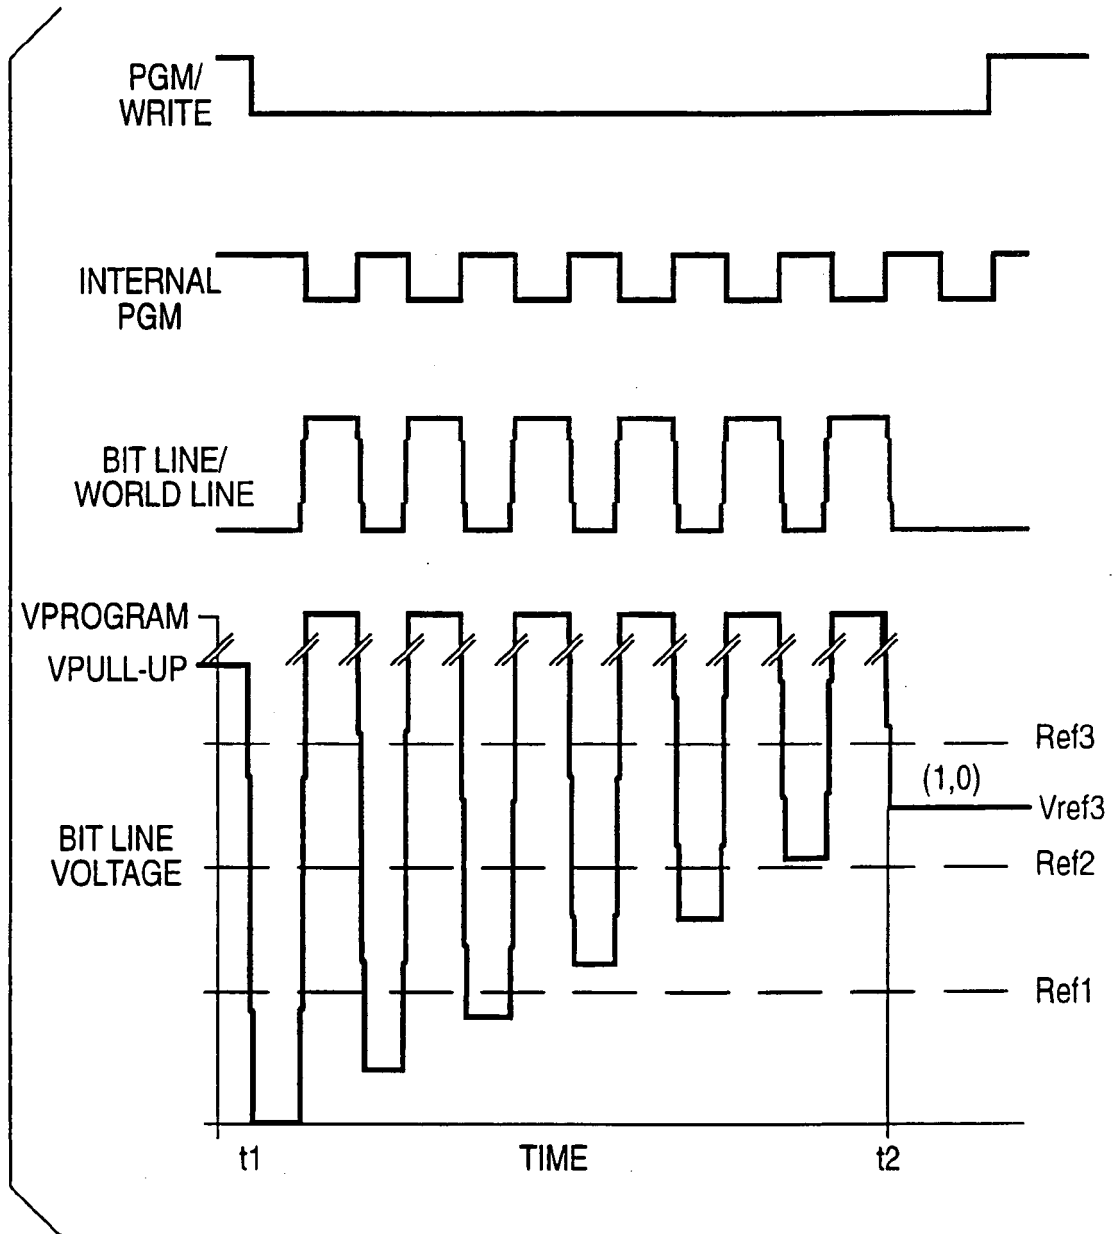 PGM/
WRITE
INTERNAL
PGM
BIT LINE/
WORLD LINE
VPROGRAM
VPULL-UP
Ref3
(1,0)
Vref3
BIT LINE
VOLTAGE
Ref2
Ref1
t1
TIME
t2